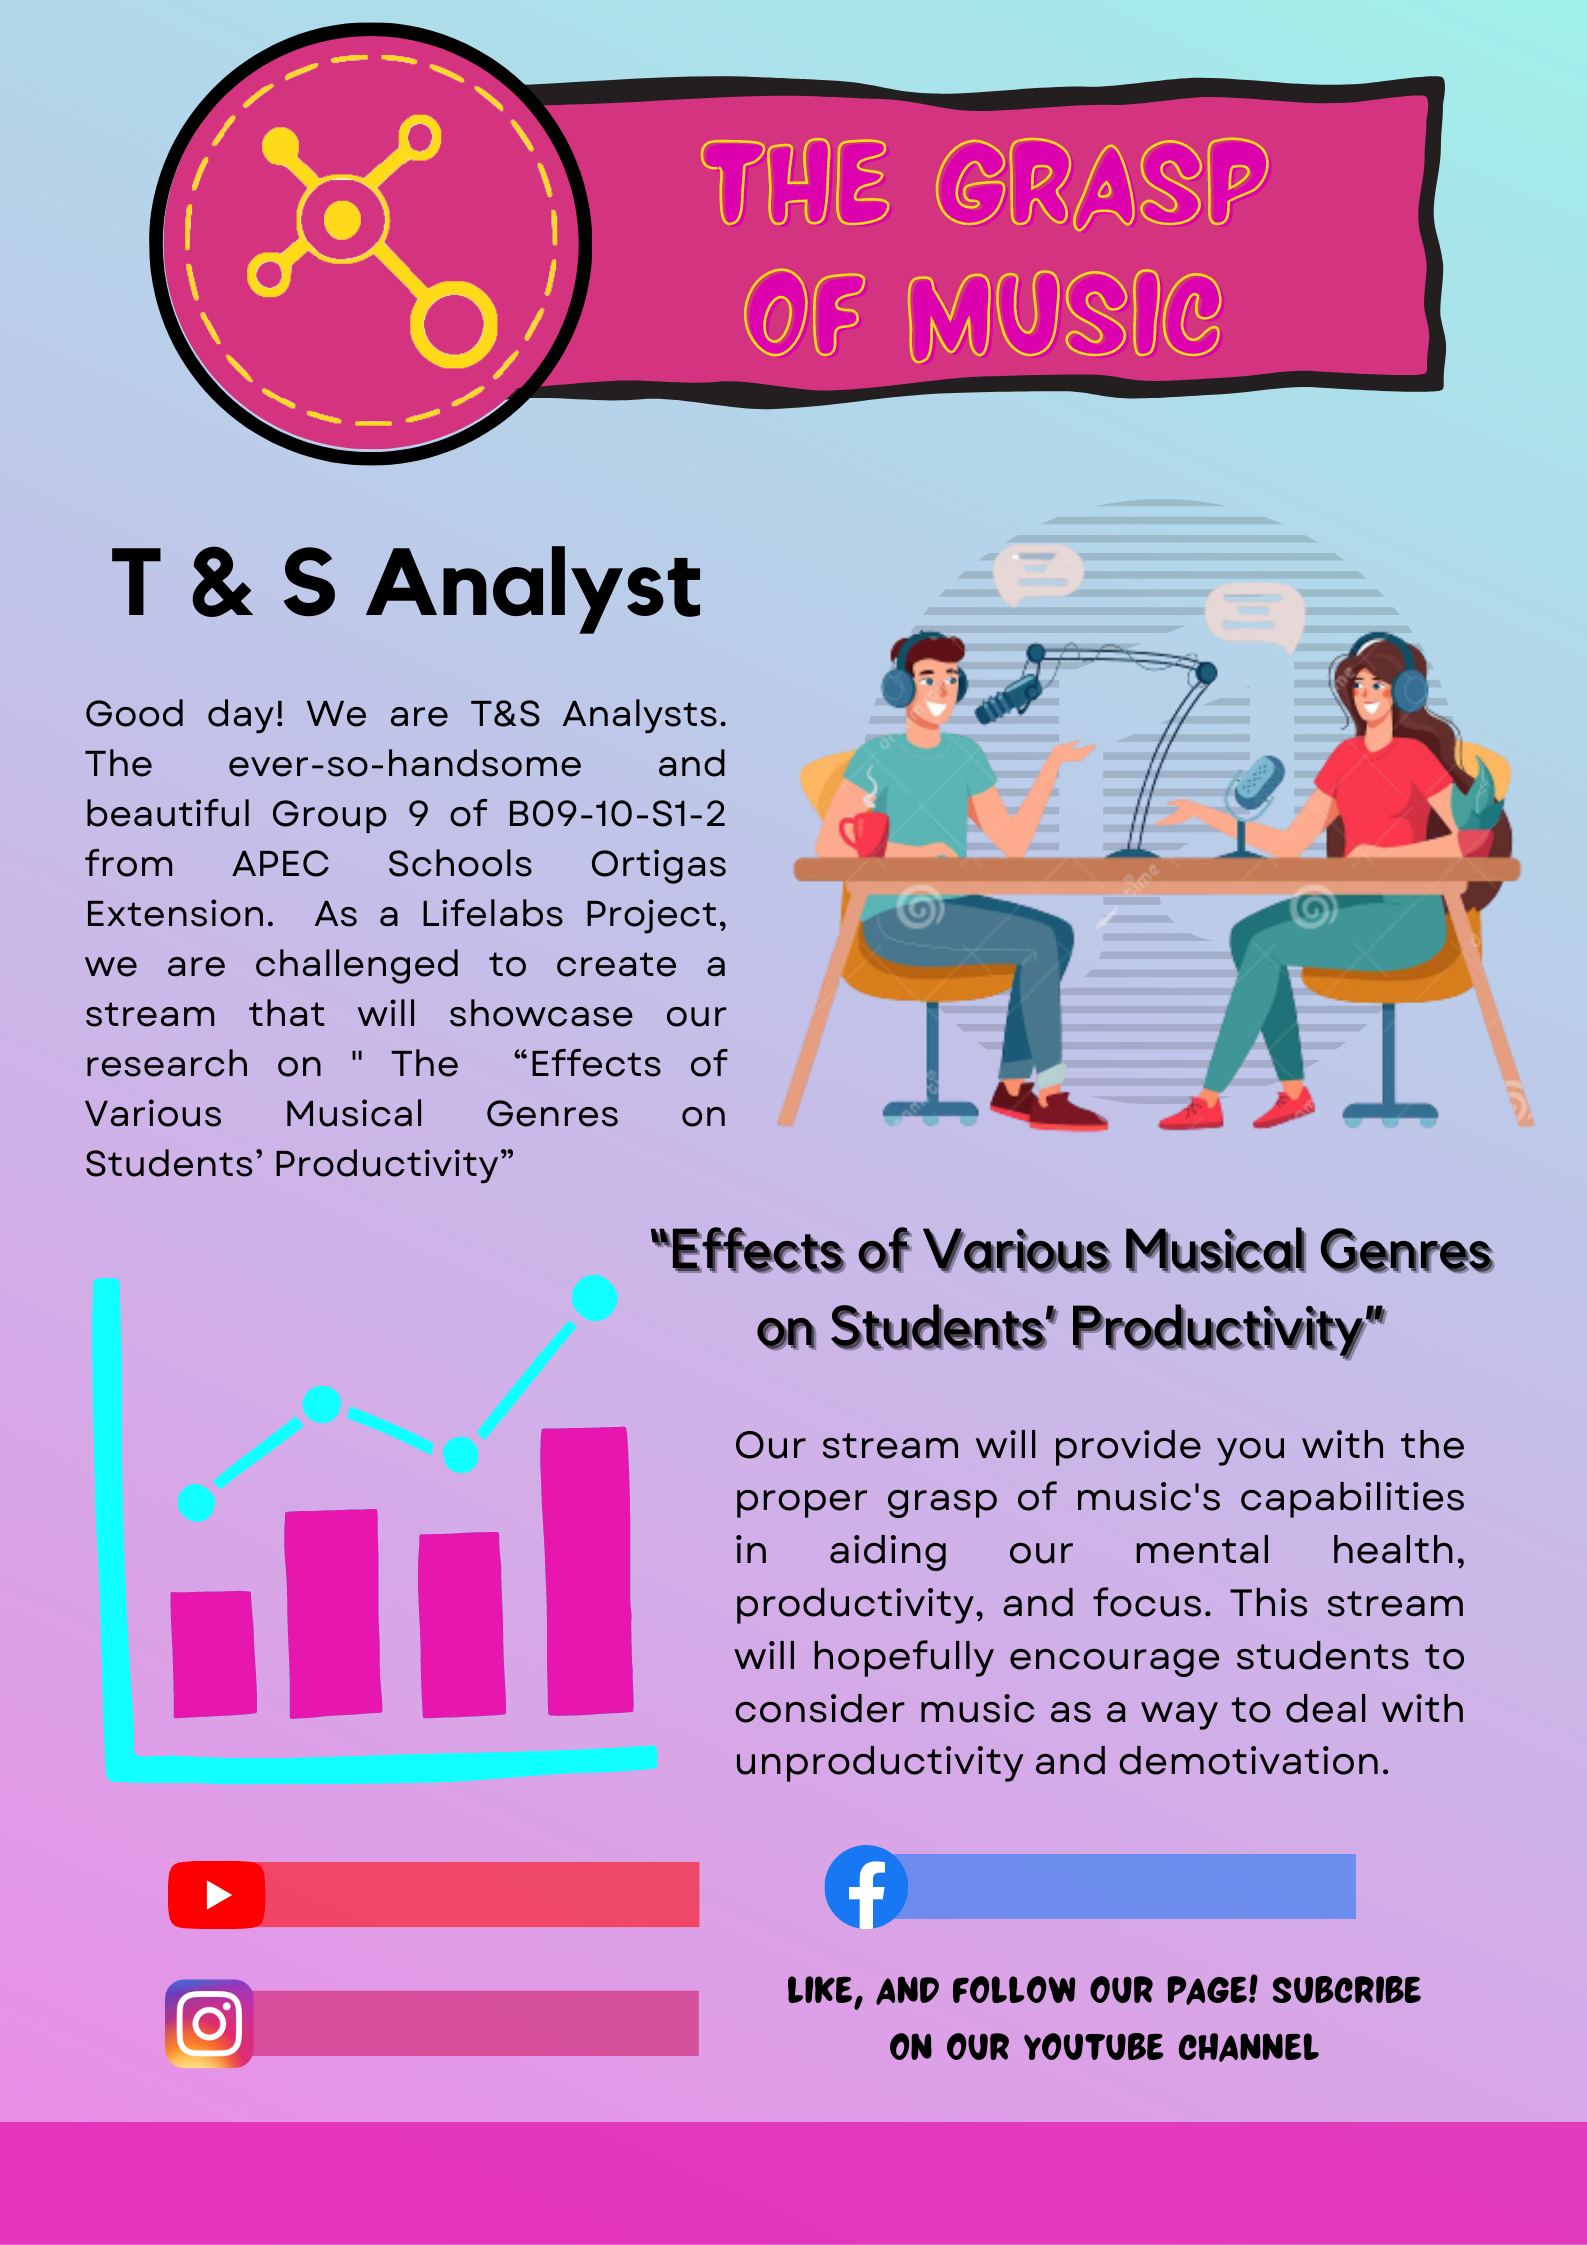 THE GRASP
OF MUSIC
T & S Analyst
Good day! We are T&S Analysts.
The ever-so-handsome and
beautiful Group 9 of B09-10-S1-2
from APEC Schools Ortigas
Extension. As a Lifelabs Project,
we are challenged to create a
stream that will showcase our
research on " The “Effects of
Various Musical Genres on
Students’ Productivity”
"Effects of Various Musical Genres
on Students' Productivity"
Our stream will provide you with the
proper grasp of music's capabilities
in aiding our mental health,
productivity, and focus. This stream
will hopefully encourage students to
consider music as a way to deal with
unproductivity and demotivation.
LIKE, AND FOLLOW OUR PAGE! SUBCRIBE
ON OUR YOUTUBE CHANNEL